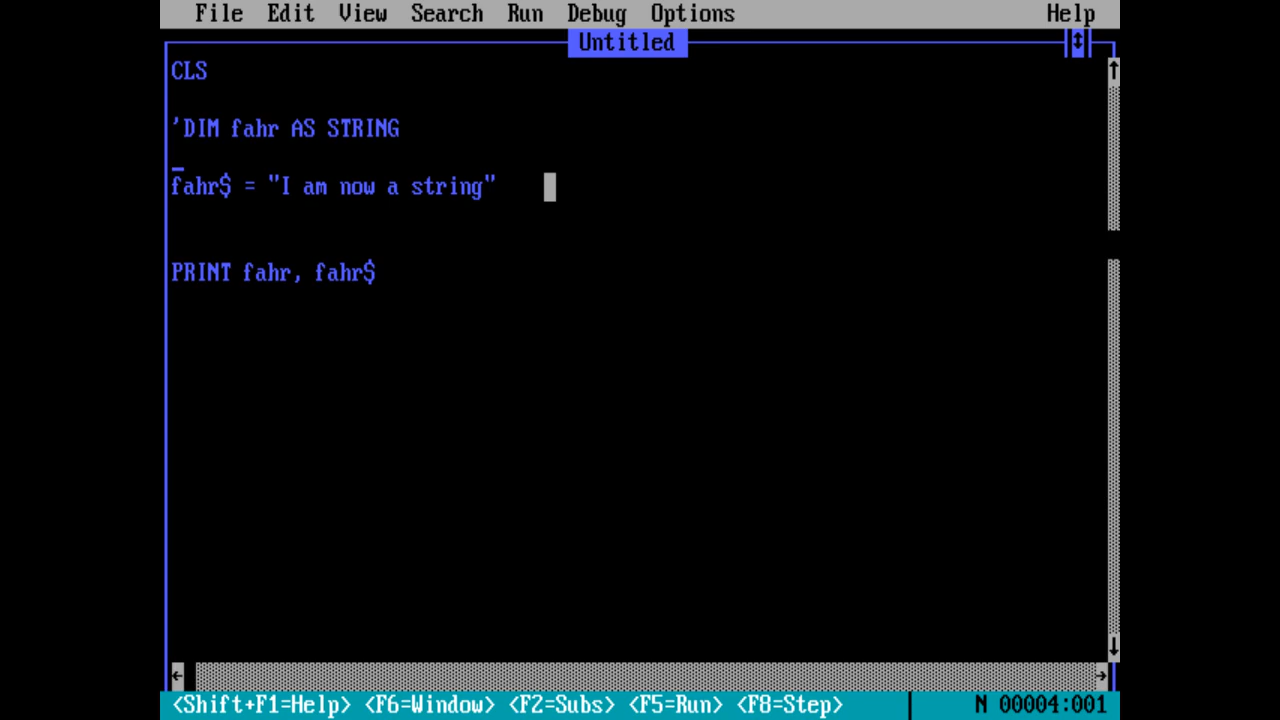 File Edit View Search Run Debug Options Help
Untitled
CLS
'DIM fahr AS STRING
fahr$ = "I am now a string"
PRINT fahr, fahr$
<Shift+F1=Help> <F6=Window> <F2=Subs> <F5=Run> <F8=Step> N 00004:001